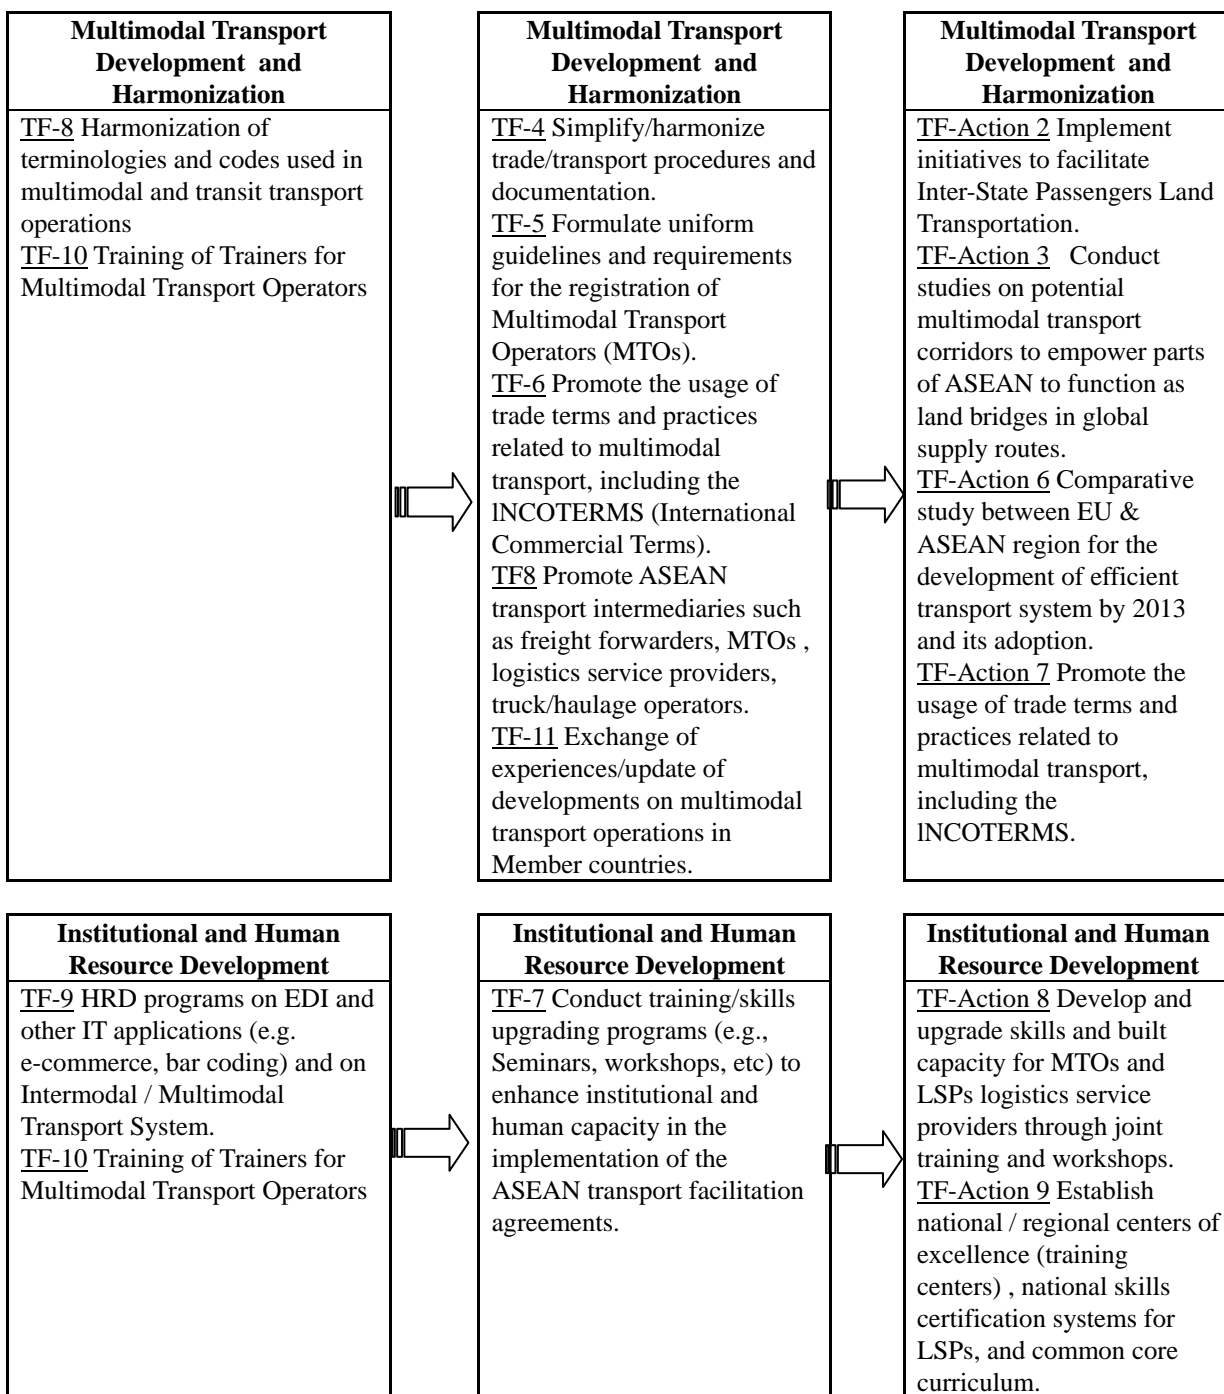 Multimodal Transport
Development and
Harmonization
TF-8 Harmonization of
terminologies and codes used in
multimodal and transit transport
operations
TF-10 Training of Trainers for
Multimodal Transport Operators
Multimodal Transport
Development and
Harmonization
TF-4 Simplify/harmonize
trade/transport procedures and
documentation.
TF-5 Formulate uniform
guidelines and requirements
for the registration of
Multimodal Transport
Operators (MTOs).
TF-6 Promote the usage of
trade terms and practices
related to multimodal
transport, including the
lNCOTERMS (International
Commercial Terms).
TF8 Promote ASEAN
transport intermediaries such
as freight forwarders, MTOs ,
logistics service providers,
truck/haulage operators.
TF-11 Exchange of
experiences/update of
developments on multimodal
transport operations in
Member countries.
Multimodal Transport
Development and
Harmonization
TF-Action 2 Implement
initiatives to facilitate
Inter-State Passengers Land
Transportation.
TF-Action 3 Conduct
studies on potential
multimodal transport
corridors to empower parts
of ASEAN to function as
land bridges in global
supply routes.
TF-Action 6 Comparative
study between EU &
ASEAN region for the
development of efficient
transport system by 2013
and its adoption.
TF-Action 7 Promote the
usage of trade terms and
practices related to
multimodal transport,
including the
lNCOTERMS.
Institutional and Human
Resource Development
TF-9 HRD programs on EDI and
other IT applications (e.g.
e-commerce, bar coding) and on
Intermodal / Multimodal
Transport System.
TF-10 Training of Trainers for
Multimodal Transport Operators
Institutional and Human
Resource Development
TF-7 Conduct training/skills
upgrading programs (e.g.,
Seminars, workshops, etc) to
enhance institutional and
human capacity in the
implementation of the
ASEAN transport facilitation
agreements.
Institutional and Human
Resource Development
TF-Action 8 Develop and
upgrade skills and built
capacity for MTOs and
LSPs logistics service
providers through joint
training and workshops.
TF-Action 9 Establish
national / regional centers of
excellence (training
centers) , national skills
certification systems for
LSPs, and common core
curriculum.